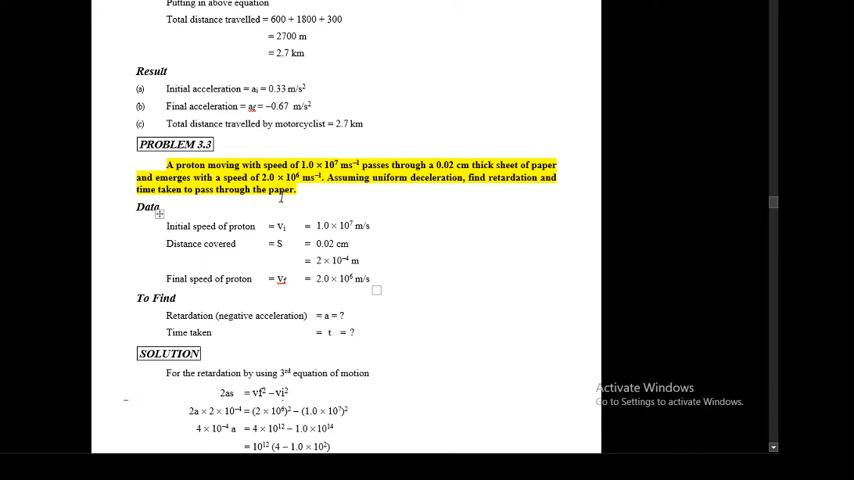 Putting in above equation
Total distance travelled = 600 + 1800 + 300
= 2700 m
= 2.7 km
Result
(a) Initial acceleration = aᵢ = 0.33 m/s²
(b) Final acceleration = a_f = −0.67 m/s²
(c) Total distance travelled by motorcyclist = 2.7 km
PROBLEM 3.3
A proton moving with speed of 1.0 × 10⁷ ms⁻¹ passes through a 0.02 cm thick sheet of paper
and emerges with a speed of 2.0 × 10⁶ ms⁻¹. Assuming uniform deceleration, find retardation and
time taken to pass through the paper.
Data
Initial speed of proton = vᵢ = 1.0 × 10⁷ m/s
Distance covered = S = 0.02 cm
= 2 × 10⁻⁴ m
Final speed of proton = v_f = 2.0 × 10⁶ m/s
To Find
Retardation (negative acceleration) = a = ?
Time taken = t = ?
SOLUTION
For the retardation by using 3ʳᵈ equation of motion
2as = vf² − vi²
2a × 2 × 10⁻⁴ = (2 × 10⁶)² − (1.0 × 10⁷)²
4 × 10⁻⁴ a = 4 × 10¹² − 1.0 × 10¹⁴
= 10¹² (4 − 1.0 × 10²)
Activate Windows
Go to Settings to activate Windows.